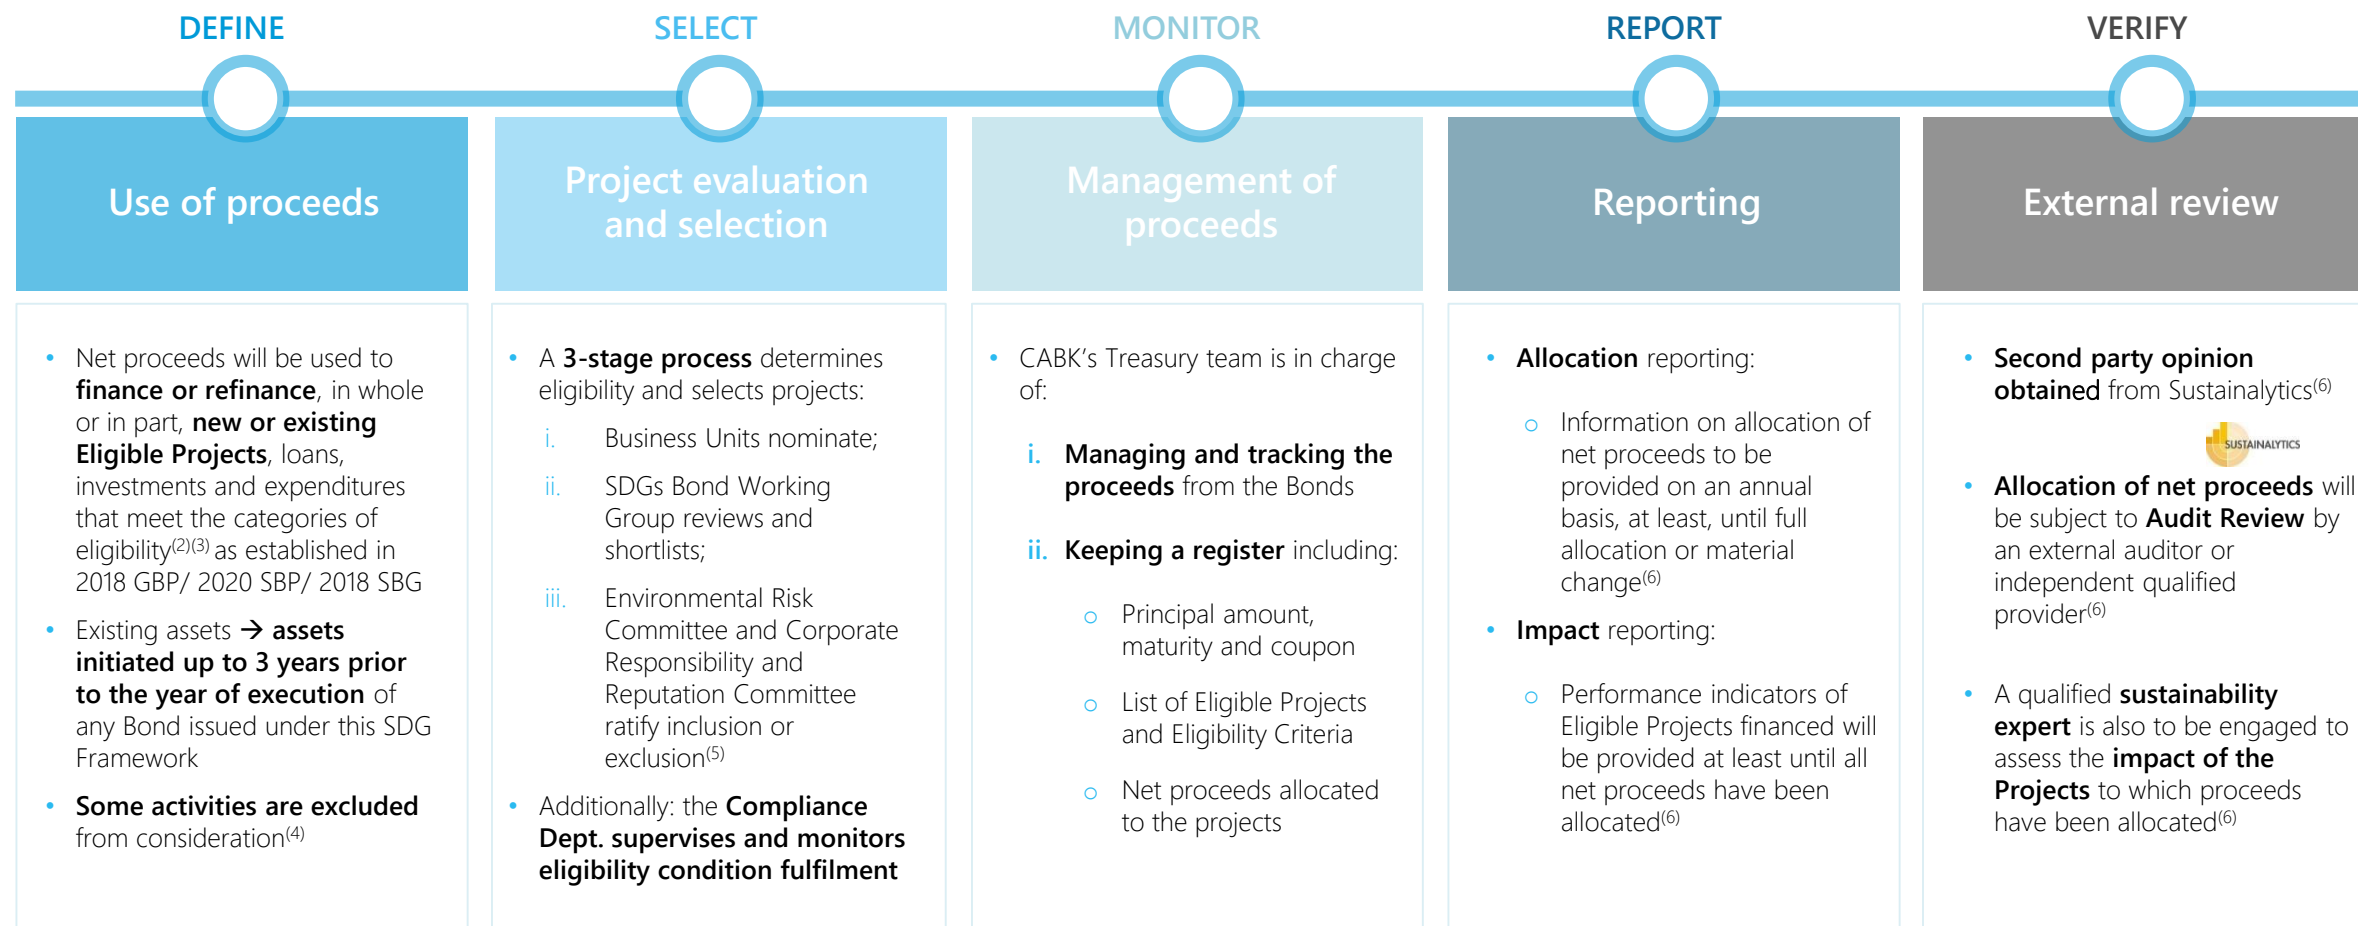 DEFINE
SELECT
MONITOR
REPORT
VERIFY
Use of proceeds
Project evaluation
and selection
Management of
proceeds
Reporting
External review
• Net proceeds will be used to
finance or refinance, in whole
or in part, new or existing
Eligible Projects, loans,
investments and expenditures
that meet the categories of
eligibility(2)(3) as established in
2018 GBP/ 2020 SBP/ 2018 SBG
• Existing assets → assets
initiated up to 3 years prior
to the year of execution of
any Bond issued under this SDG
Framework
• Some activities are excluded
from consideration(4)
• A 3-stage process determines
eligibility and selects projects:
i. Business Units nominate;
ii. SDGs Bond Working
Group reviews and
shortlists;
iii. Environmental Risk
Committee and Corporate
Responsibility and
Reputation Committee
ratify inclusion or
exclusion(5)
• Additionally: the Compliance
Dept. supervises and monitors
eligibility condition fulfilment
• CABK's Treasury team is in charge
of:
i. Managing and tracking the
proceeds from the Bonds
ii. Keeping a register including:
o Principal amount,
maturity and coupon
o List of Eligible Projects
and Eligibility Criteria
o Net proceeds allocated
to the projects
• Allocation reporting:
o Information on allocation of
net proceeds to be
provided on an annual
basis, at least, until full
allocation or material
change(6)
• Impact reporting:
o Performance indicators of
Eligible Projects financed will
be provided at least until all
net proceeds have been
allocated(6)
• Second party opinion
obtained from Sustainalytics(6)
SUSTAINALYTICS
• Allocation of net proceeds will
be subject to Audit Review by
an external auditor or
independent qualified
provider(6)
• A qualified sustainability
expert is also to be engaged to
assess the impact of the
Projects to which proceeds
have been allocated(6)